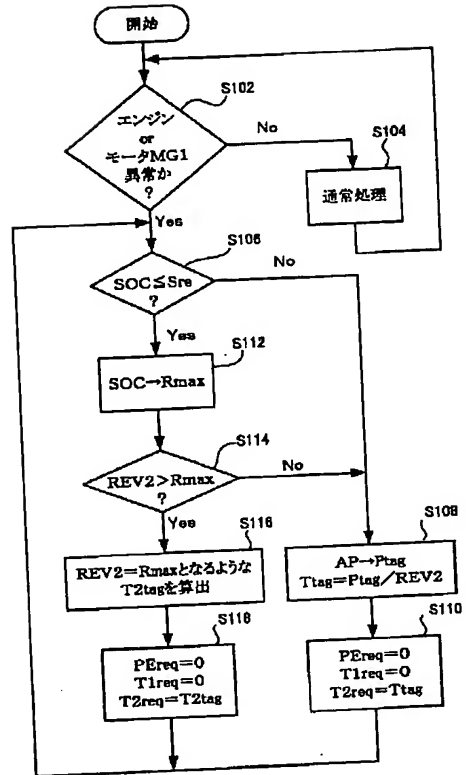 開始
S102
エンジン
or
モータMG1
異常か
?
No
S104
通常処理
Yes
S106
SOC≦Sre
?
No
Yes
S112
SOC→Rmax
S114
REV2>Rmax
?
No
Yes
S116
REV2=Rmaxとなるような
T2tagを算出
S108
AP→Ptag
Ttag=Ptag/REV2
S118
PEreq=0
T1req=0
T2req=T2tag
S110
PEreq=0
T1req=0
T2req=Ttag